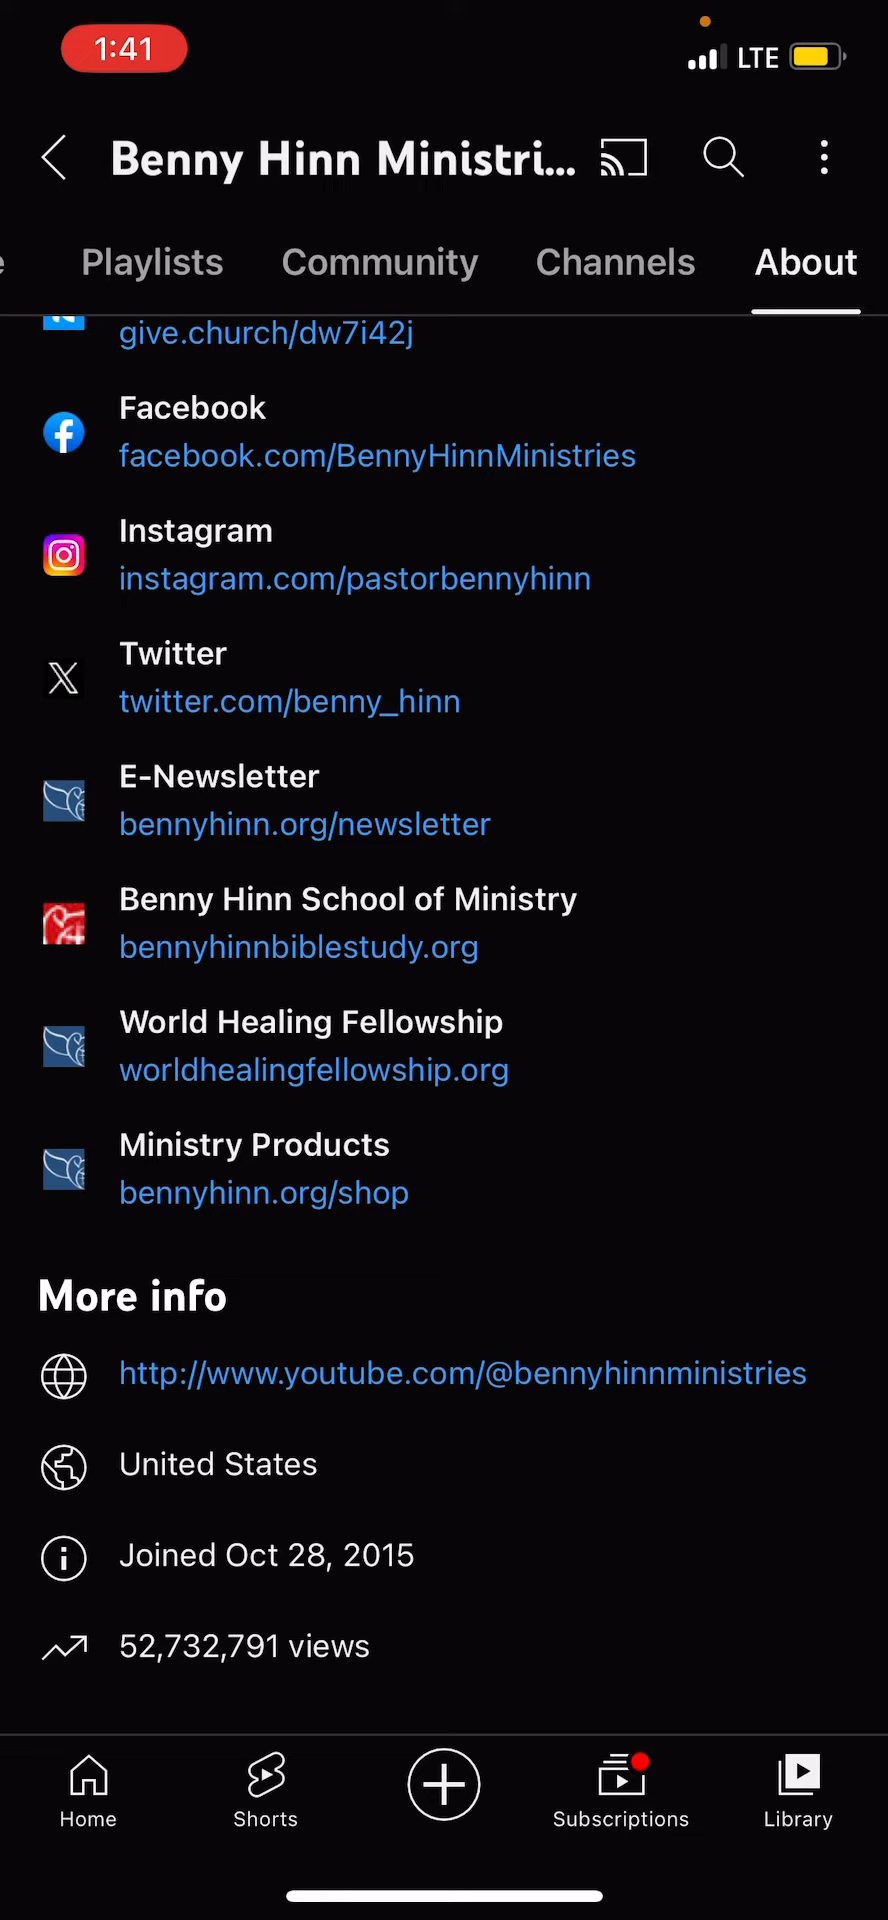 1:41
LTE
Benny Hinn Ministri...
e Playlists Community Channels About
give.church/dw7i42j
Facebook
facebook.com/BennyHinnMinistries
Instagram
instagram.com/pastorbennyhinn
Twitter
twitter.com/benny_hinn
E-Newsletter
bennyhinn.org/newsletter
Benny Hinn School of Ministry
bennyhinnbiblestudy.org
World Healing Fellowship
worldhealingfellowship.org
Ministry Products
bennyhinn.org/shop
More info
http://www.youtube.com/@bennyhinnministries
United States
Joined Oct 28, 2015
52,732,791 views
Home Shorts Subscriptions Library